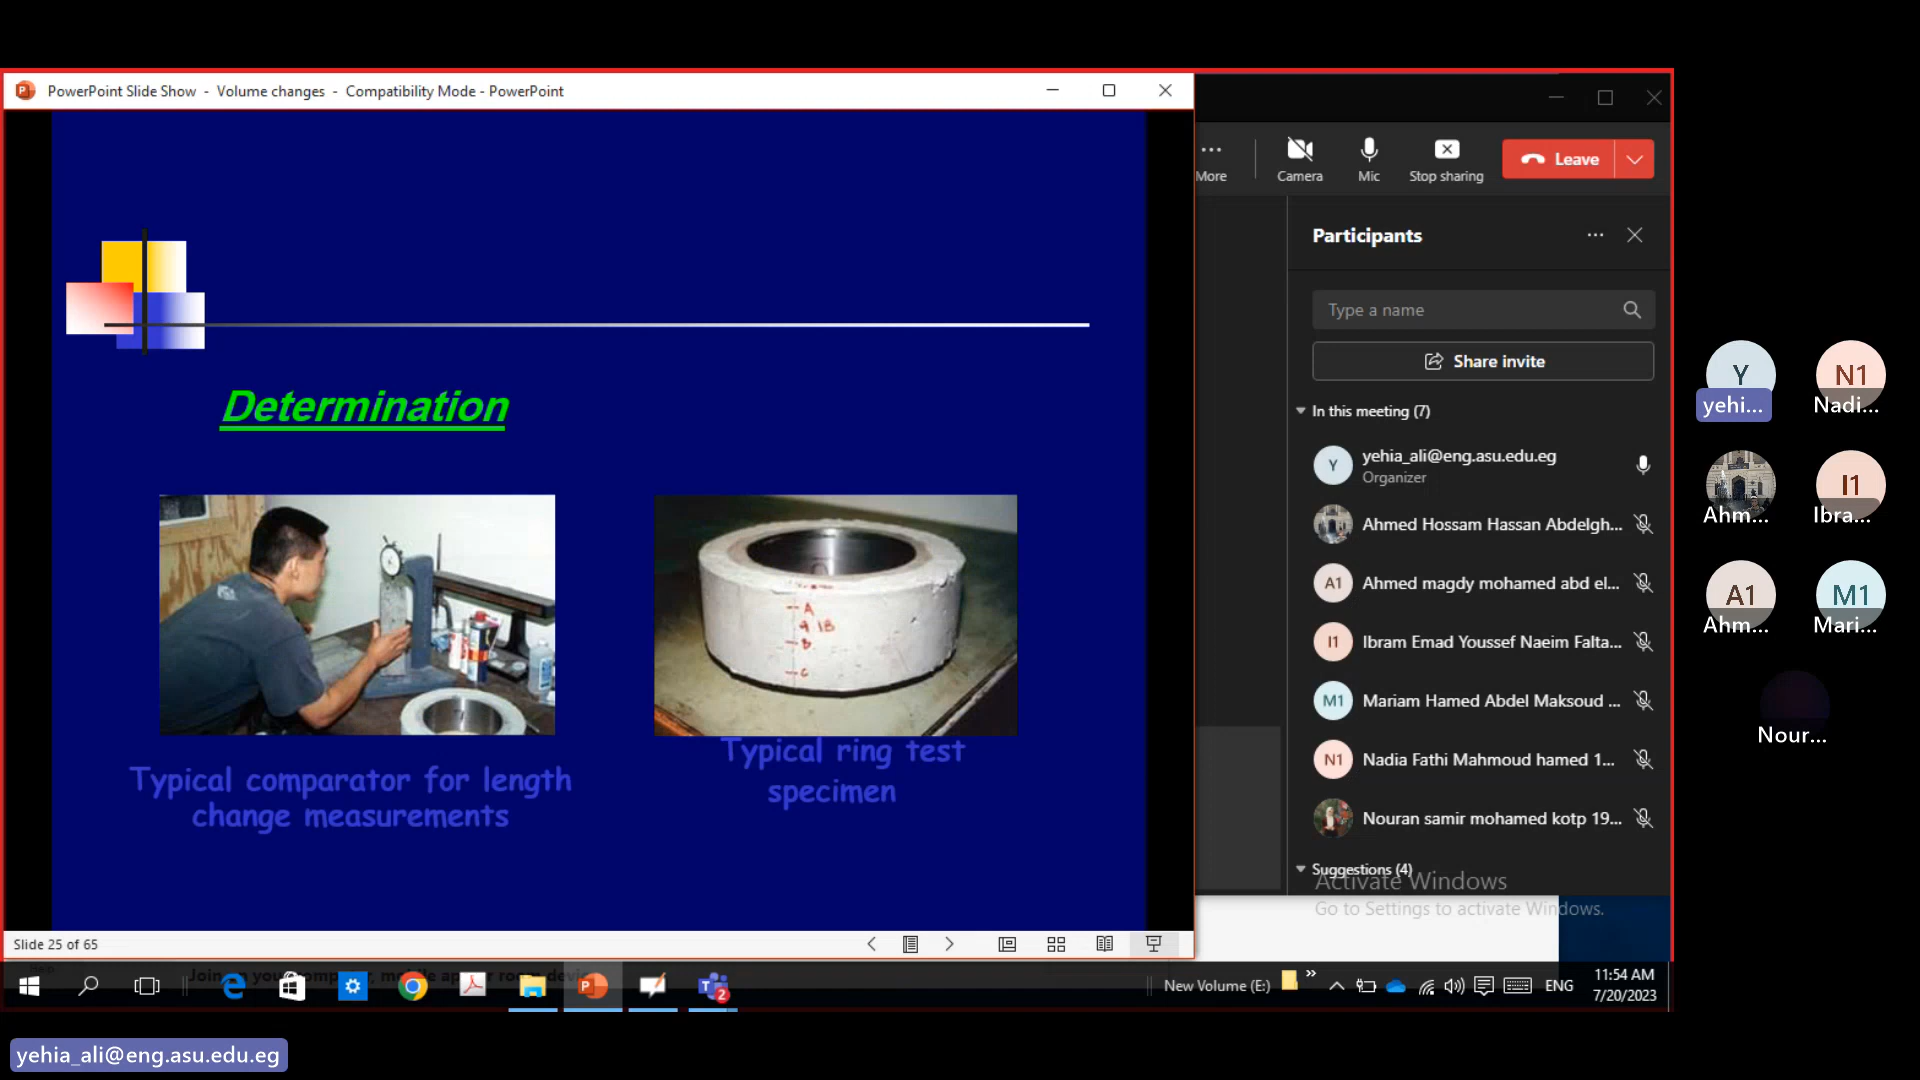 PowerPoint Slide Show - Volume changes - Compatibility Mode - PowerPoint
More
Camera
Mic
Stop sharing
Leave
Participants
Type a name
Share invite
In this meeting (7)
Y
yehia_ali@eng.asu.edu.eg
Organizer
Ahmed Hossam Hassan Abdelgh...
A1
Ahmed magdy mohamed abd el...
I1
Ibram Emad Youssef Naeim Falta...
M1
Mariam Hamed Abdel Maksoud ...
N1
Nadia Fathi Mahmoud hamed 1...
Nouran samir mohamed kotp 19...
Suggestions (4)
Activate Windows
Go to Settings to activate Windows.
Determination
A
B
C
Typical comparator for length
change measurements
Typical ring test
specimen
Slide 25 of 65
New Volume (E:)
ENG
11:54 AM
7/20/2023
2
Y
yehi...
N1
Nadi...
Ahm...
I1
Ibra...
A1
Ahm...
M1
Mari...
Nour...
yehia_ali@eng.asu.edu.eg